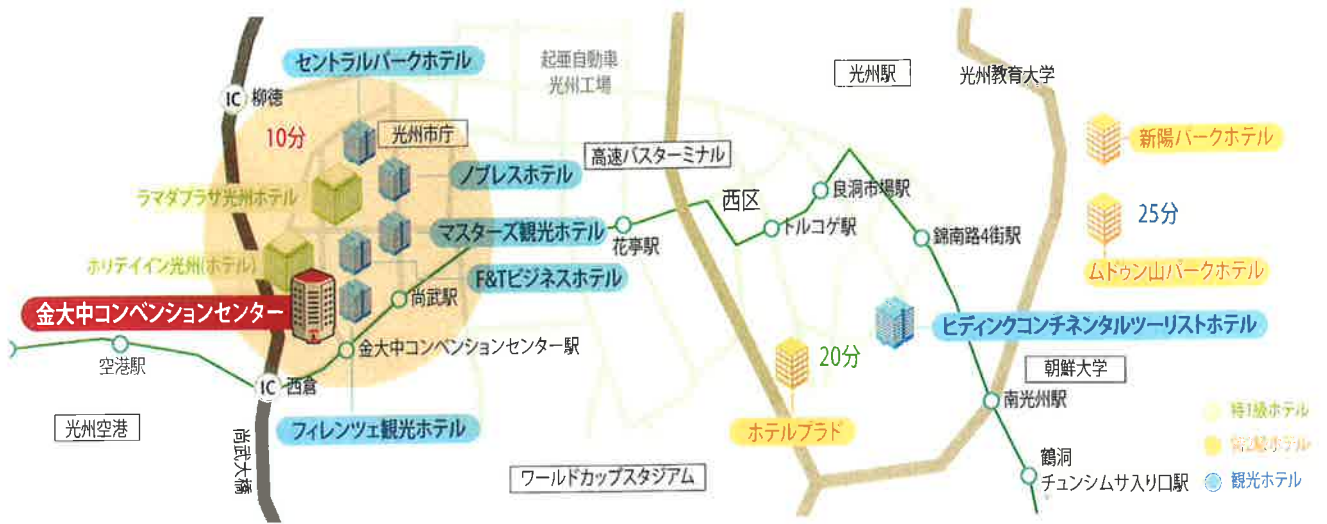 セントラルパークホテル
起亜自動車
光州工場
光州駅
光州教育大学
IC 柳徳
10分
光州市庁
高速バスターミナル
新陽パークホテル
ノブレスホテル
ラマダプラザ光州ホテル
西区
良洞市場駅
25分
マスターズ観光ホテル
花亭駅
トルコゲ駅
錦南路4街駅
ホリデイイン光州(ホテル)
F&Tビジネスホテル
ムドゥン山パークホテル
金大中コンベンションセンター
尚武駅
ヒディンクコンチネンタルツーリストホテル
空港駅
金大中コンベンションセンター駅
20分
朝鮮大学
IC 西倉
南光州駅
特1級ホテル
光州空港
尚武大橋
フィレンツェ観光ホテル
ホテルプラド
特2級ホテル
鶴洞
チュンシムサ入り口駅
観光ホテル
ワールドカップスタジアム